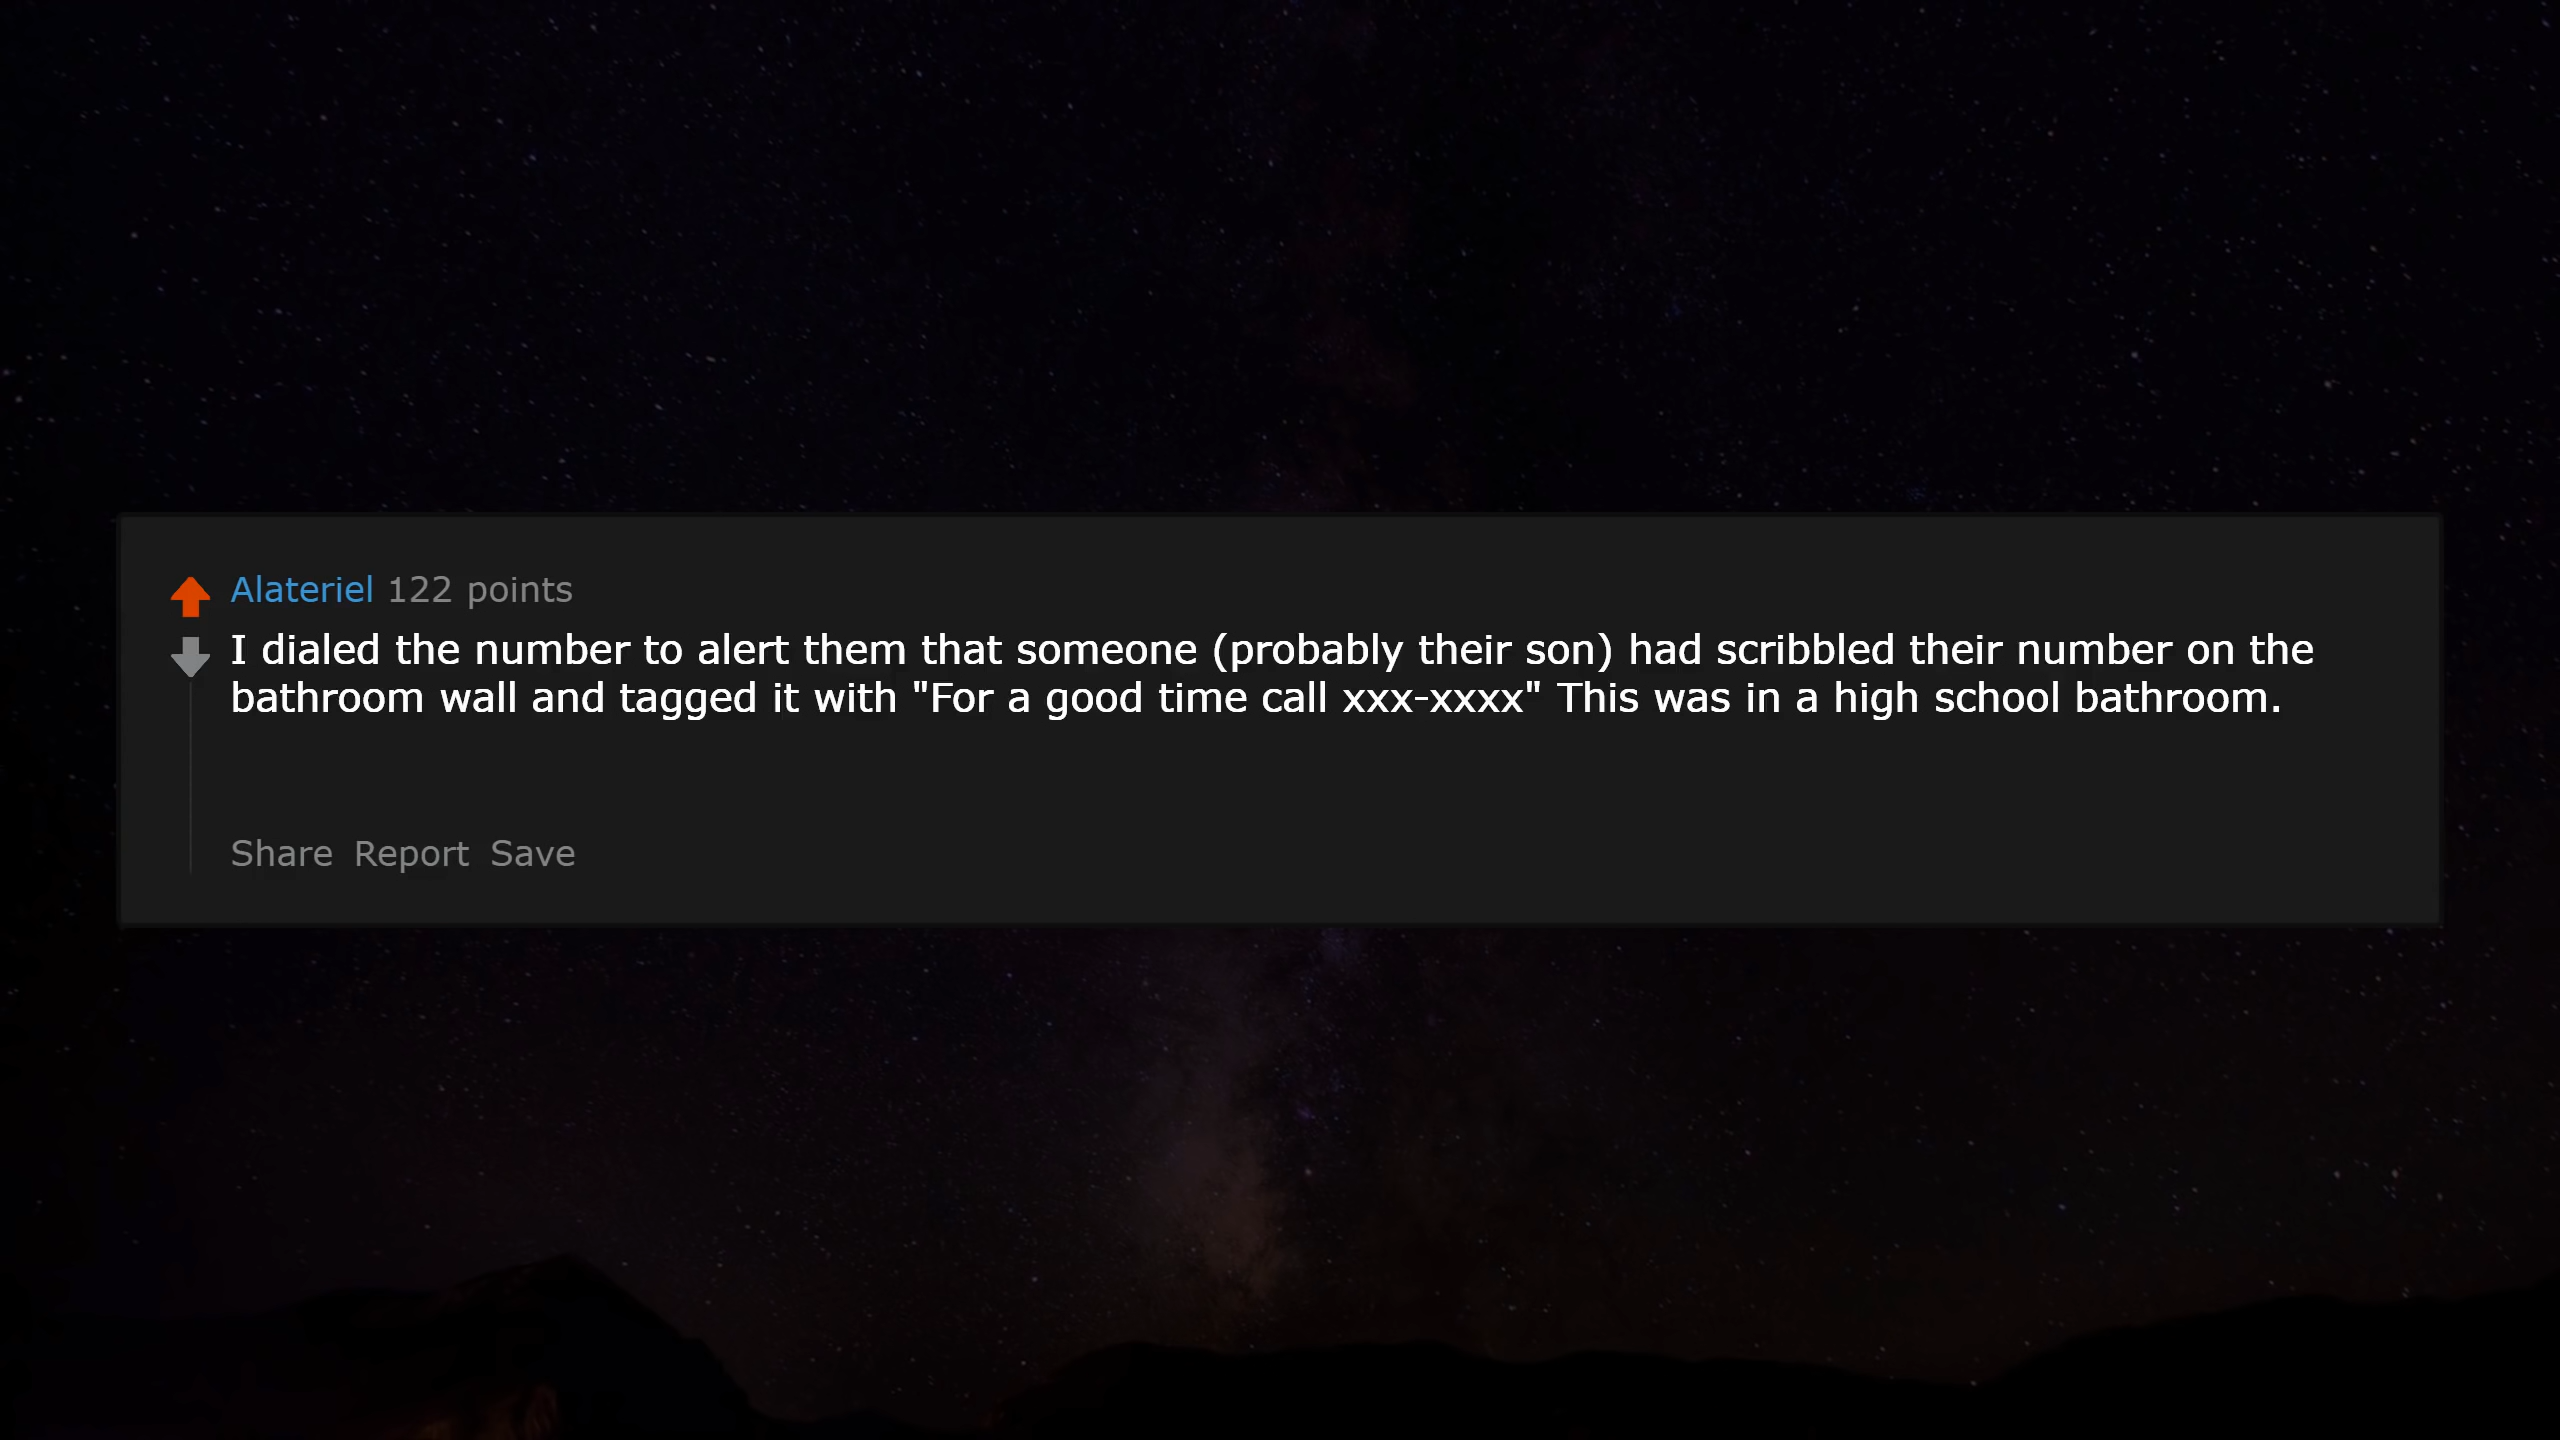 Alateriel 122 points
I dialed the number to alert them that someone (probably their son) had scribbled their number on the
bathroom wall and tagged it with "For a good time call xxx-xxxx" This was in a high school bathroom.
Share Report Save